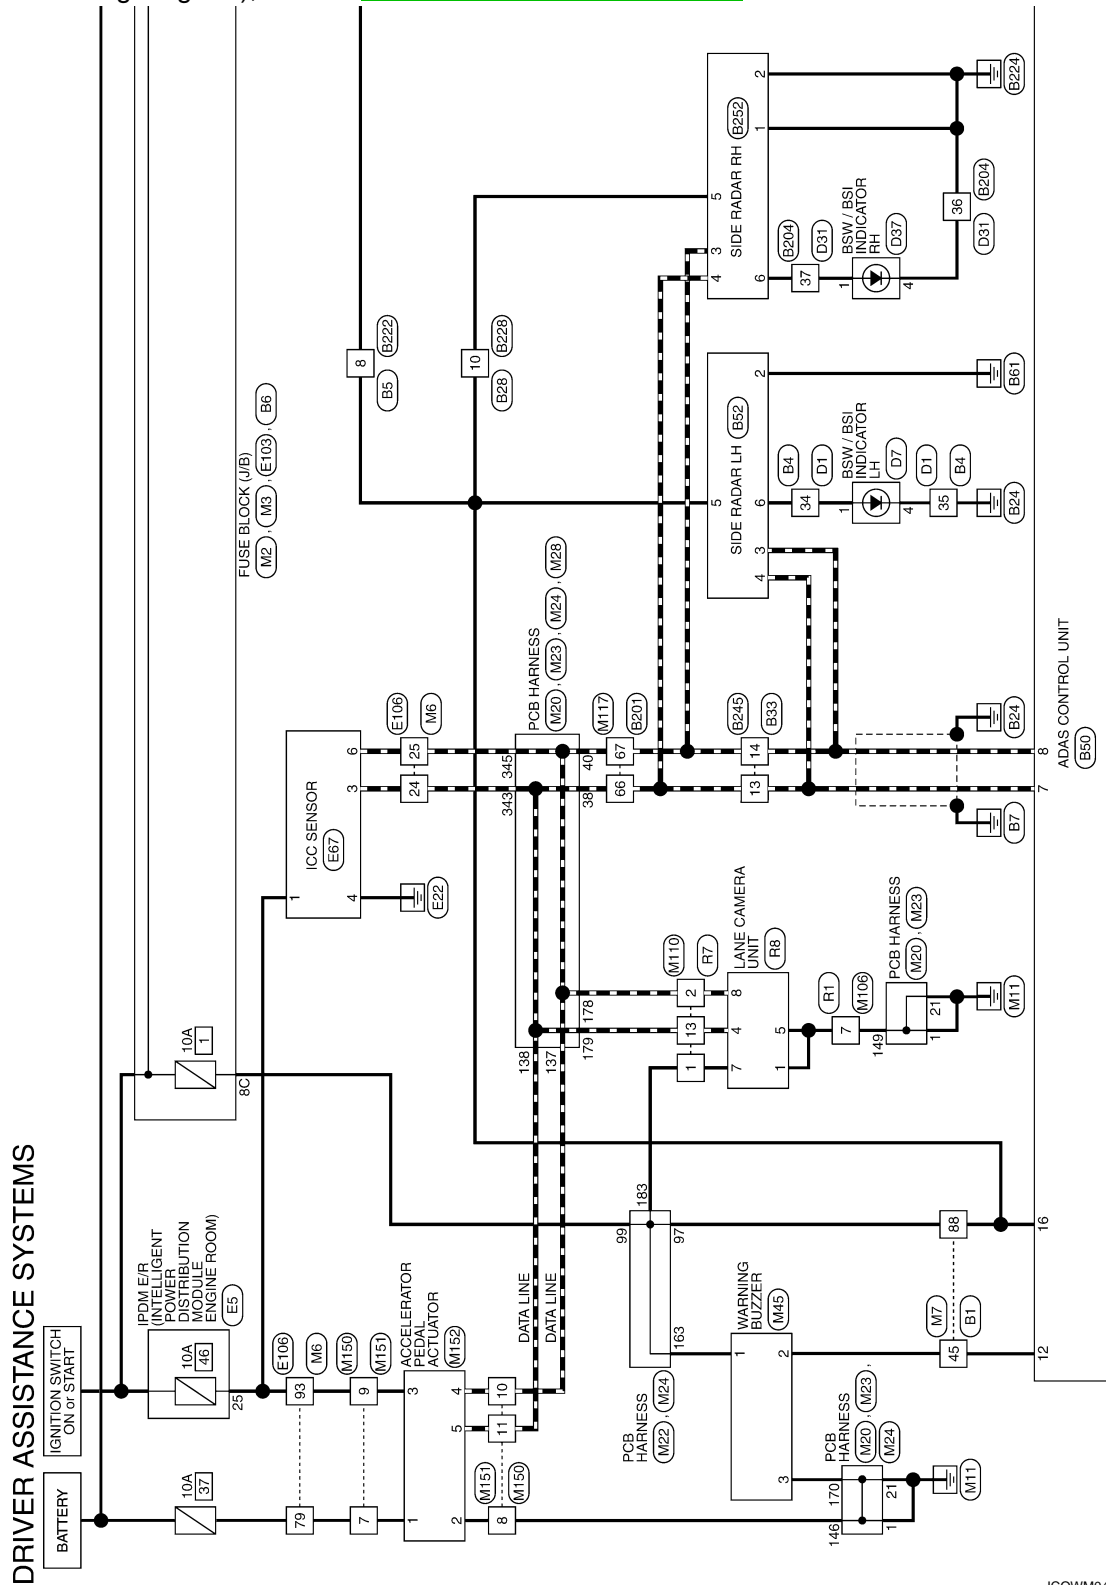 DRIVER ASSISTANCE SYSTEMS
BATTERY
IGNITION SWITCH
ON or START
10A
37
IPDM E/R
(INTELLIGENT
POWER
DISTRIBUTION
MODULE
ENGINE ROOM)
E5
10A
46
25
10A
1
8C
FUSE BLOCK (J/B)
M2 , M3 , E103 , B6
79
93
E106
M6
7
9
M150
M151
ACCELERATOR
PEDAL
ACTUATOR
M152
1
3
2
5
4
8
11
10
M151
M150
DATA LINE
DATA LINE
ICC SENSOR
E67
1
4
3
6
E22
24
25
E106
M6
8
B222
B5
10
B228
B28
PCB HARNESS
M20 , M23 , M24 , M28
343
345
138
137
179
178
38
40
66
67
M117
B201
13
14
B245
B33
PCB
HARNESS
M22 , M24
99
183
97
163
M110
R7
1
13
2
LANE CAMERA
UNIT
R8
7
4
8
1
5
R1
M106
7
PCB HARNESS
M20 , M23
149
1
21
M11
WARNING
BUZZER
M45
1
2
3
PCB
HARNESS
M20 , M23 ,
M24
146
170
1
21
M11
M7
B1
45
88
12
16
7
8
ADAS CONTROL UNIT
B50
B7
B24
SIDE RADAR LH
B52
5
4
3
6
2
B4
D1
34
BSW / BSI
INDICATOR
LH
D7
1
4
D1
B4
35
B24
B61
SIDE RADAR RH
B252
4
3
5
6
1
2
B204
D31
37
BSW / BSI
INDICATOR
RH
D37
1
4
36
D31
B204
B224